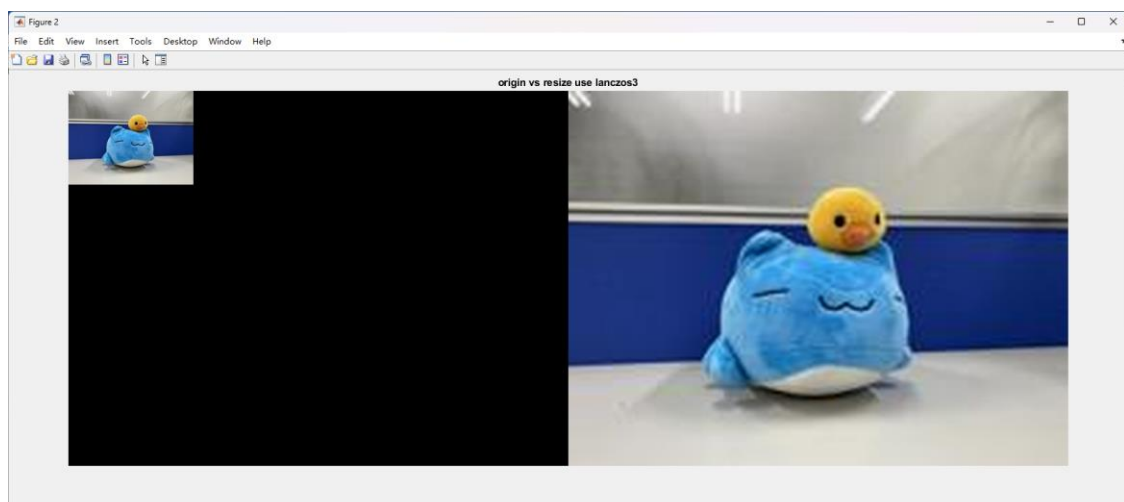 Figure 2
File Edit View Insert Tools Desktop Window Help
origin vs resize use lanczos3